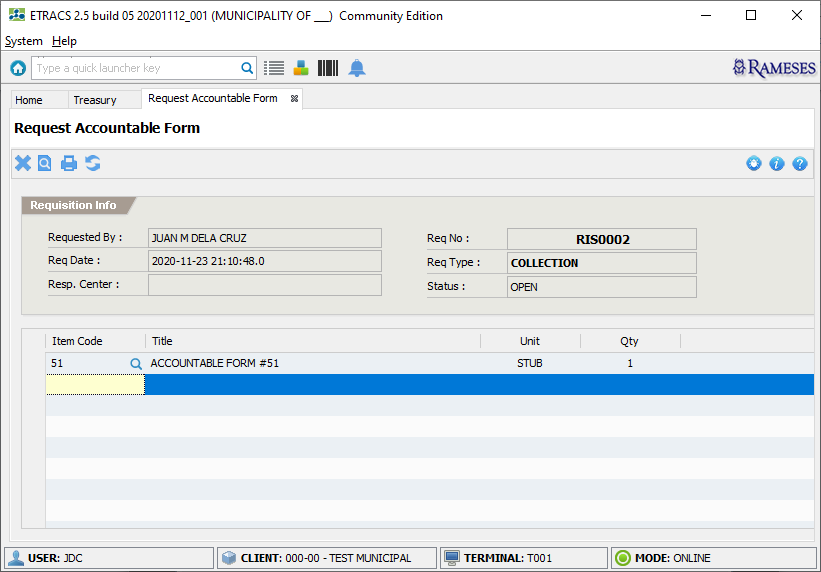 ETRACS 2.5 build 05 20201112_001 (MUNICIPALITY OF ___) Community Edition
System Help
Type a quick launcher key
RAMESES
Home Treasury Request Accountable Form
Request Accountable Form
Requisition Info
Requested By : JUAN M DELA CRUZ Req No : RIS0002
Req Date : 2020-11-23 21:10:48.0 Req Type : COLLECTION
Resp. Center : Status : OPEN
Item Code Title Unit Qty
51 ACCOUNTABLE FORM #51 STUB 1
USER: JDC CLIENT: 000-00 - TEST MUNICIPAL TERMINAL: T001 MODE: ONLINE